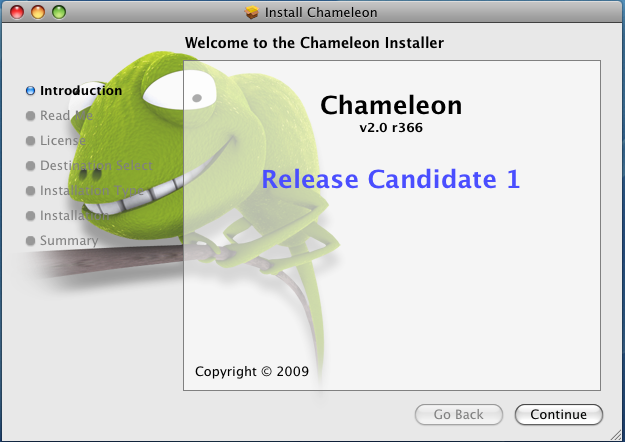 Install Chameleon
Welcome to the Chameleon Installer
Introduction
Read Me
License
Destination Select
Installation Type
Installation
Summary
Chameleon
v2.0 r366
Release Candidate 1
Copyright © 2009
Go Back
Continue